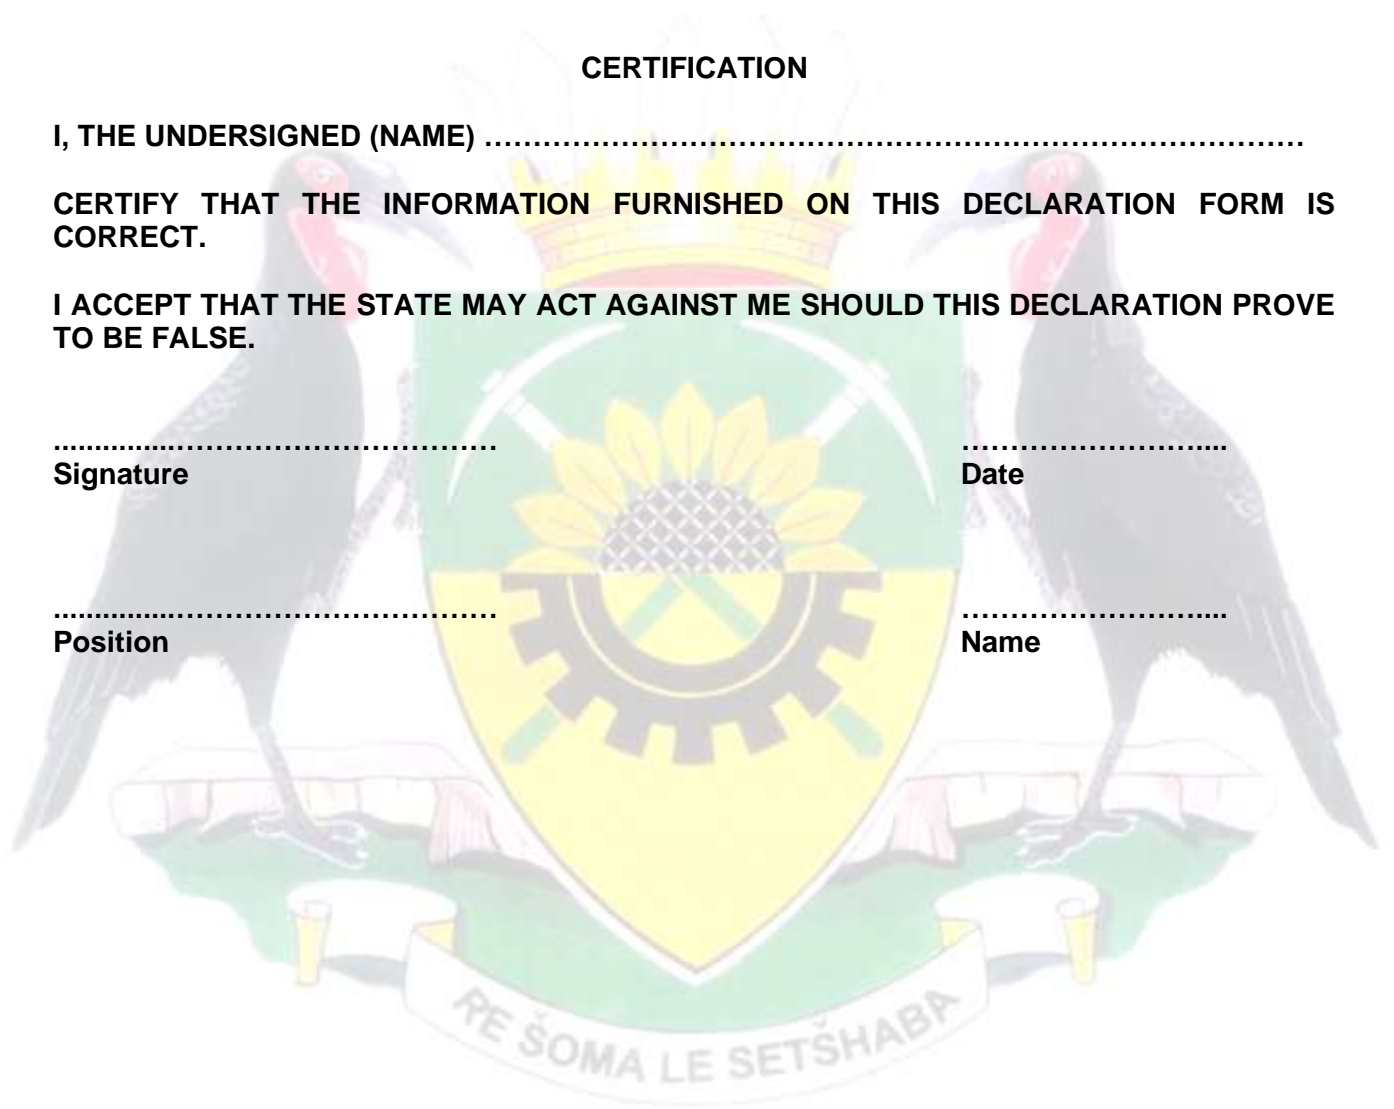 CERTIFICATION
I, THE UNDERSIGNED (NAME) ……………………………………………………………………………
CERTIFY THAT THE INFORMATION FURNISHED ON THIS DECLARATION FORM IS
CORRECT.
I ACCEPT THAT THE STATE MAY ACT AGAINST ME SHOULD THIS DECLARATION PROVE
TO BE FALSE.
...............………………………………… ……………………....
Signature Date
...............………………………………… ……………………....
Position Name
RE ŠOMA LE SETŠHABA